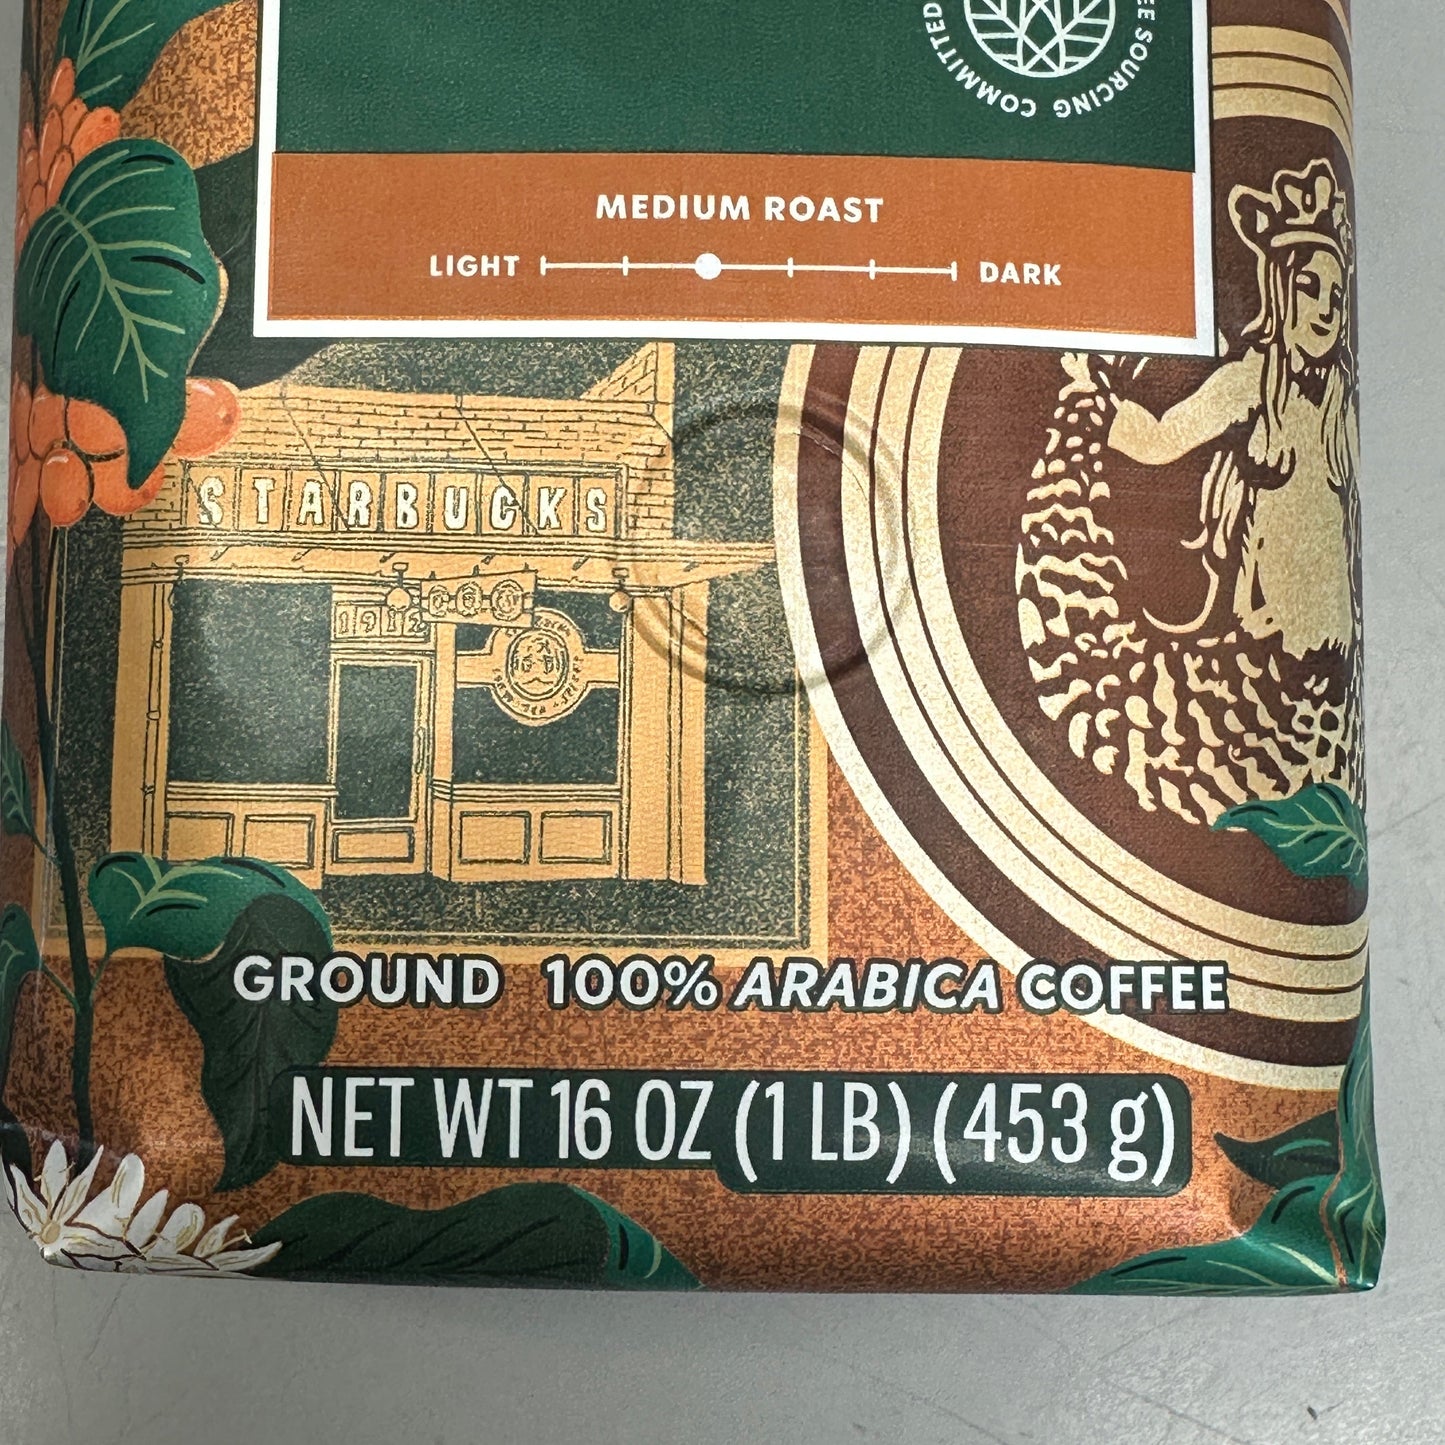 COMMITTED
EE SOURCING
MEDIUM ROAST
LIGHT DARK
STARBUCKS
1912
GROUND 100% ARABICA COFFEE
NET WT 16 OZ (1 LB) (453 g)